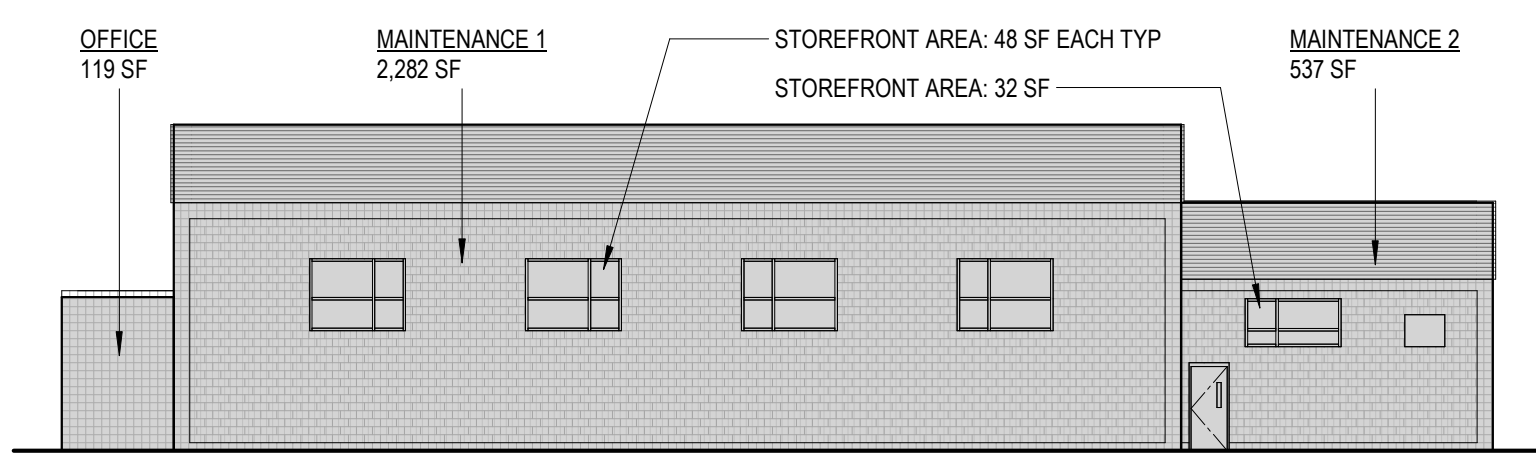 OFFICE
119 SF
MAINTENANCE 1
2,282 SF
STOREFRONT AREA: 48 SF EACH TYP
STOREFRONT AREA: 32 SF
MAINTENANCE 2
537 SF